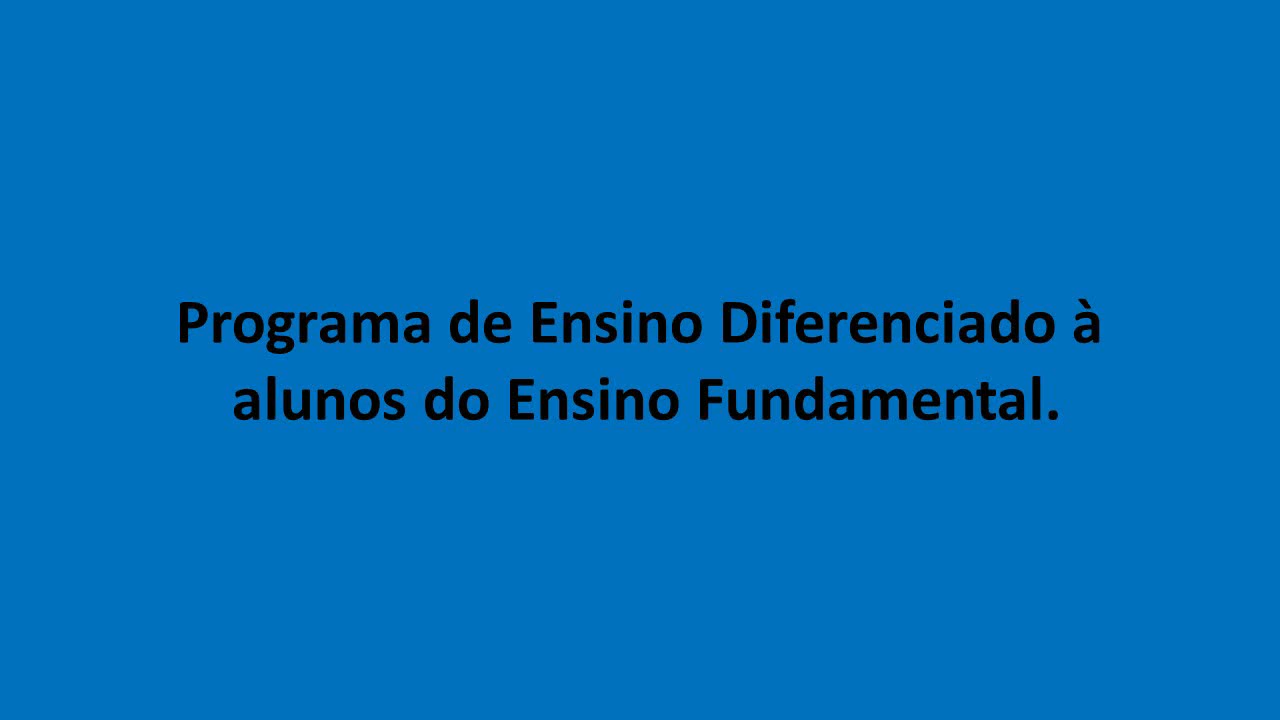 Programa de Ensino Diferenciado à
alunos do Ensino Fundamental.